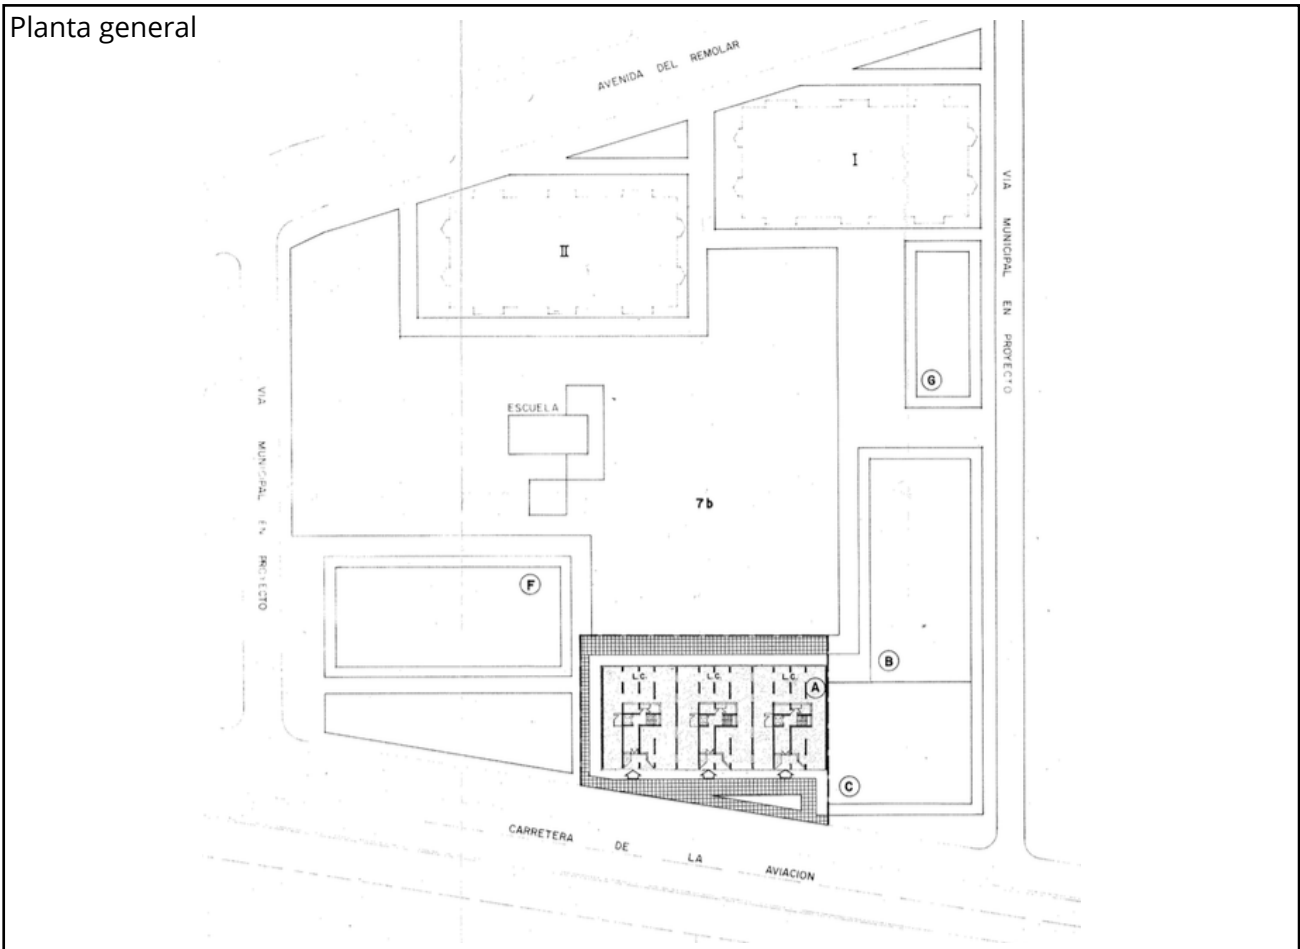 Planta general
AVENIDA DEL REMOLAR
I
II
VIA MUNICIPAL EN PROYECTO
G
ESCUELA
VIA MUNICIPAL EN PROYECTO
7b
F
B
L.C. L.C. L.C.
A
C
CARRETERA DE LA AVIACION